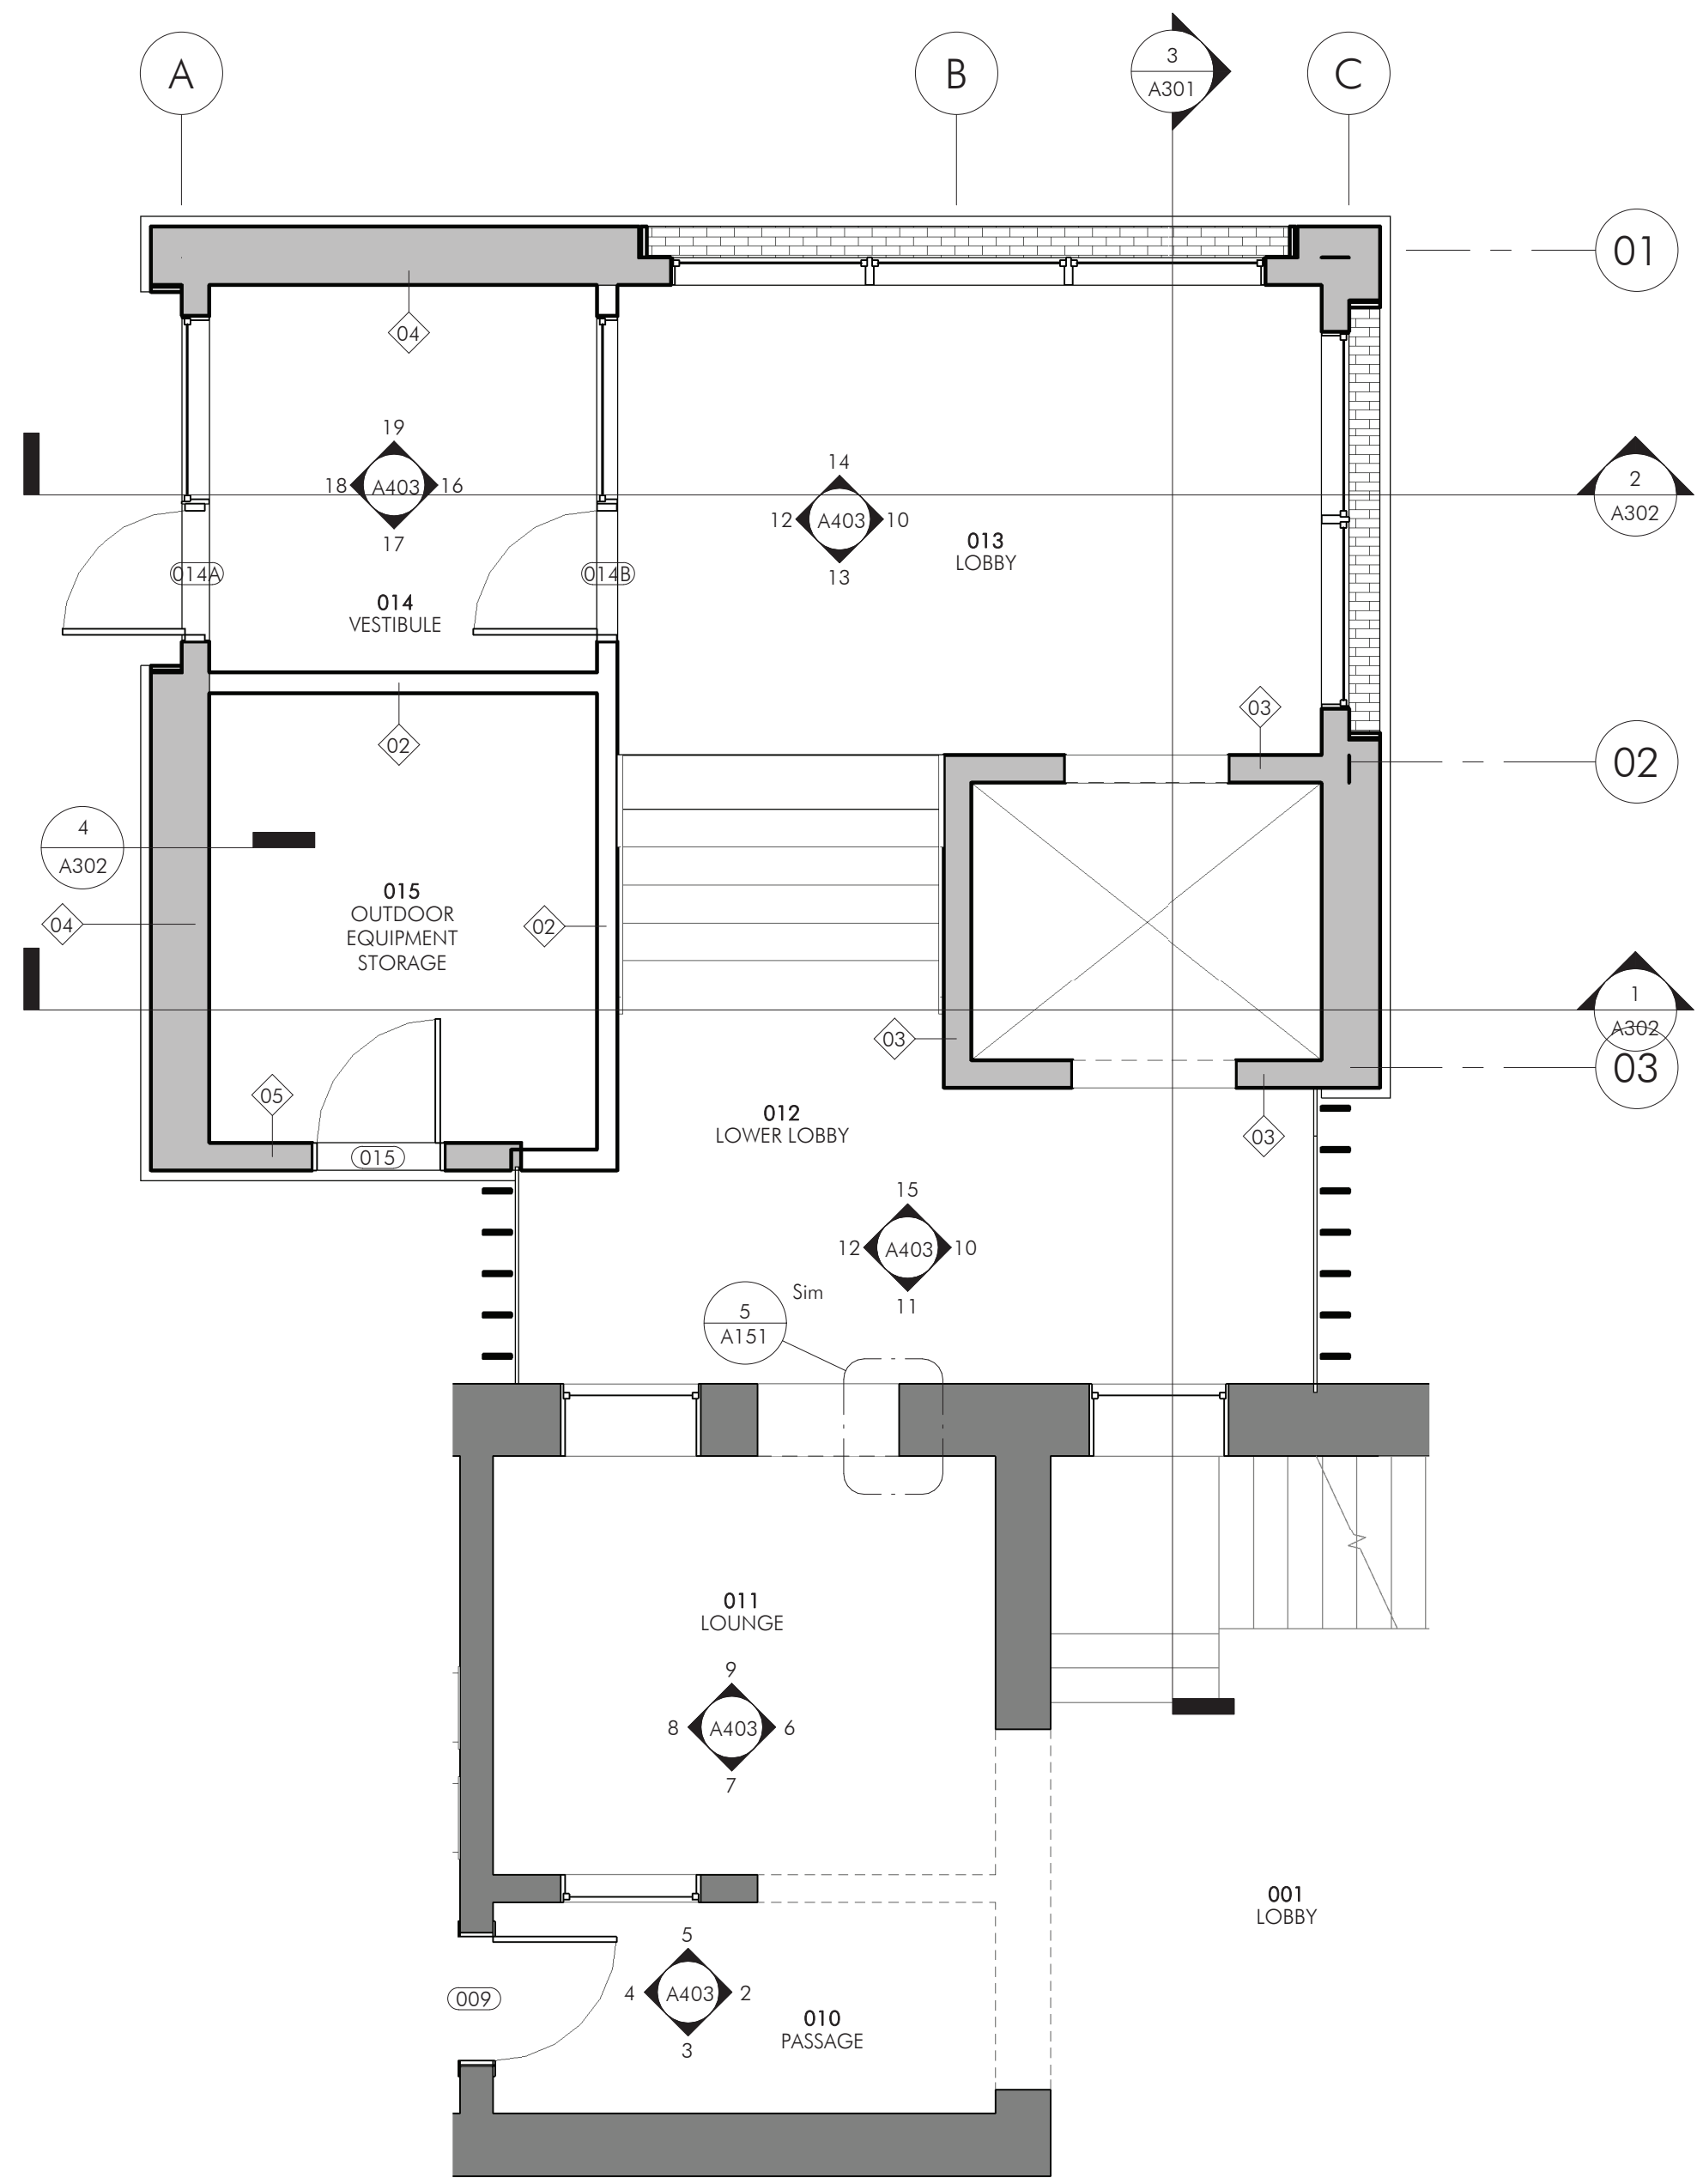 A
B
3
A301
C
01
04
19
18 A403 16
17
14
12 A403 10
13
2
A302
013
LOBBY
014A
014B
014
VESTIBULE
03
02
02
4
A302
015
OUTDOOR
EQUIPMENT
STORAGE
04
02
1
A302
03
03
05
012
LOWER LOBBY
03
015
15
12 A403 10
11
Sim
5
A151
011
LOUNGE
9
8 A403 6
7
001
LOBBY
5
4 A403 2
3
009
010
PASSAGE